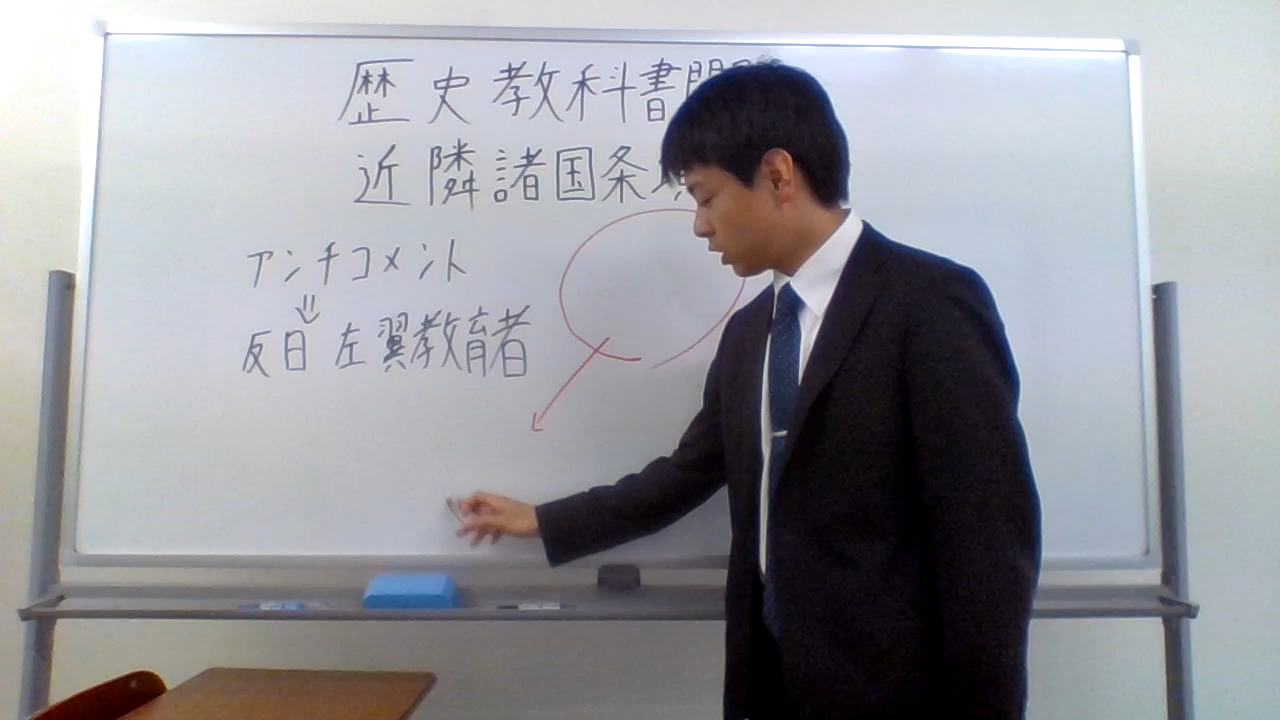 歴史教科書問
近隣諸国条
アンチコメント
⇓
反日 左翼教育者